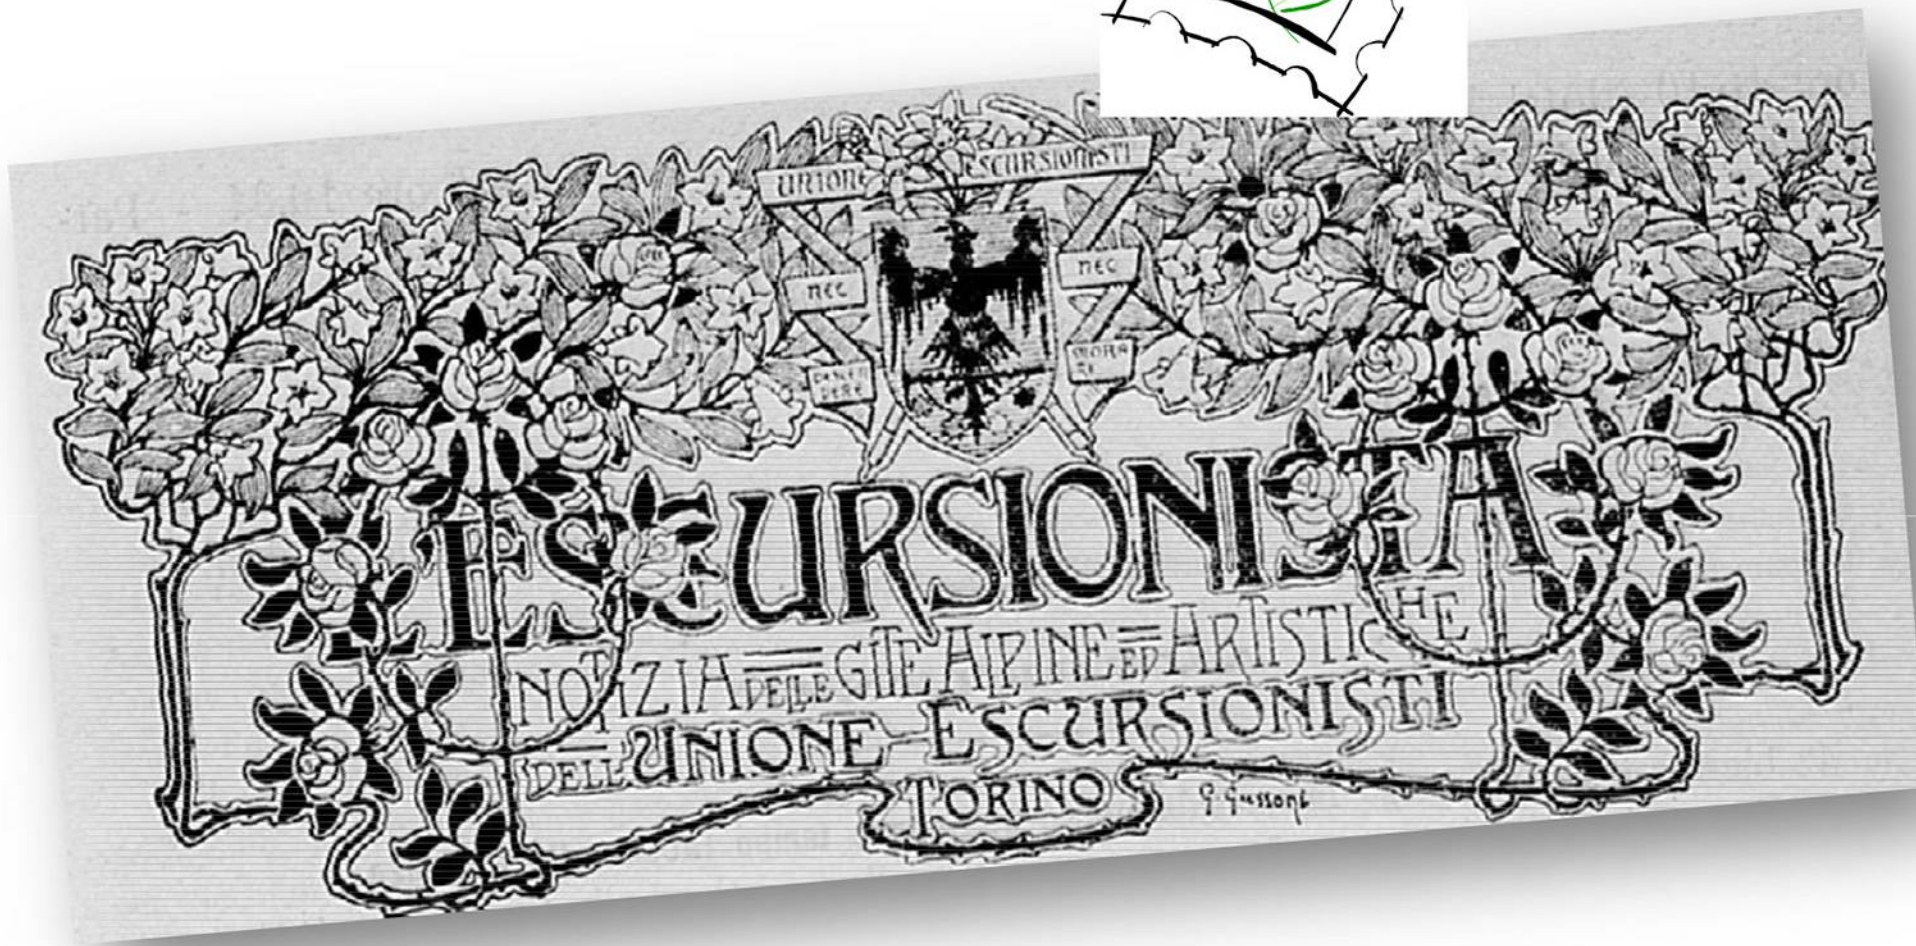 UNIONE ESCURSIONISTI
NEC NEC
L'ESCURSIONISTA
NOTIZIA DELLE GITE ALPINE ED ARTISTICHE
DELL'UNIONE ESCURSIONISTI
TORINO